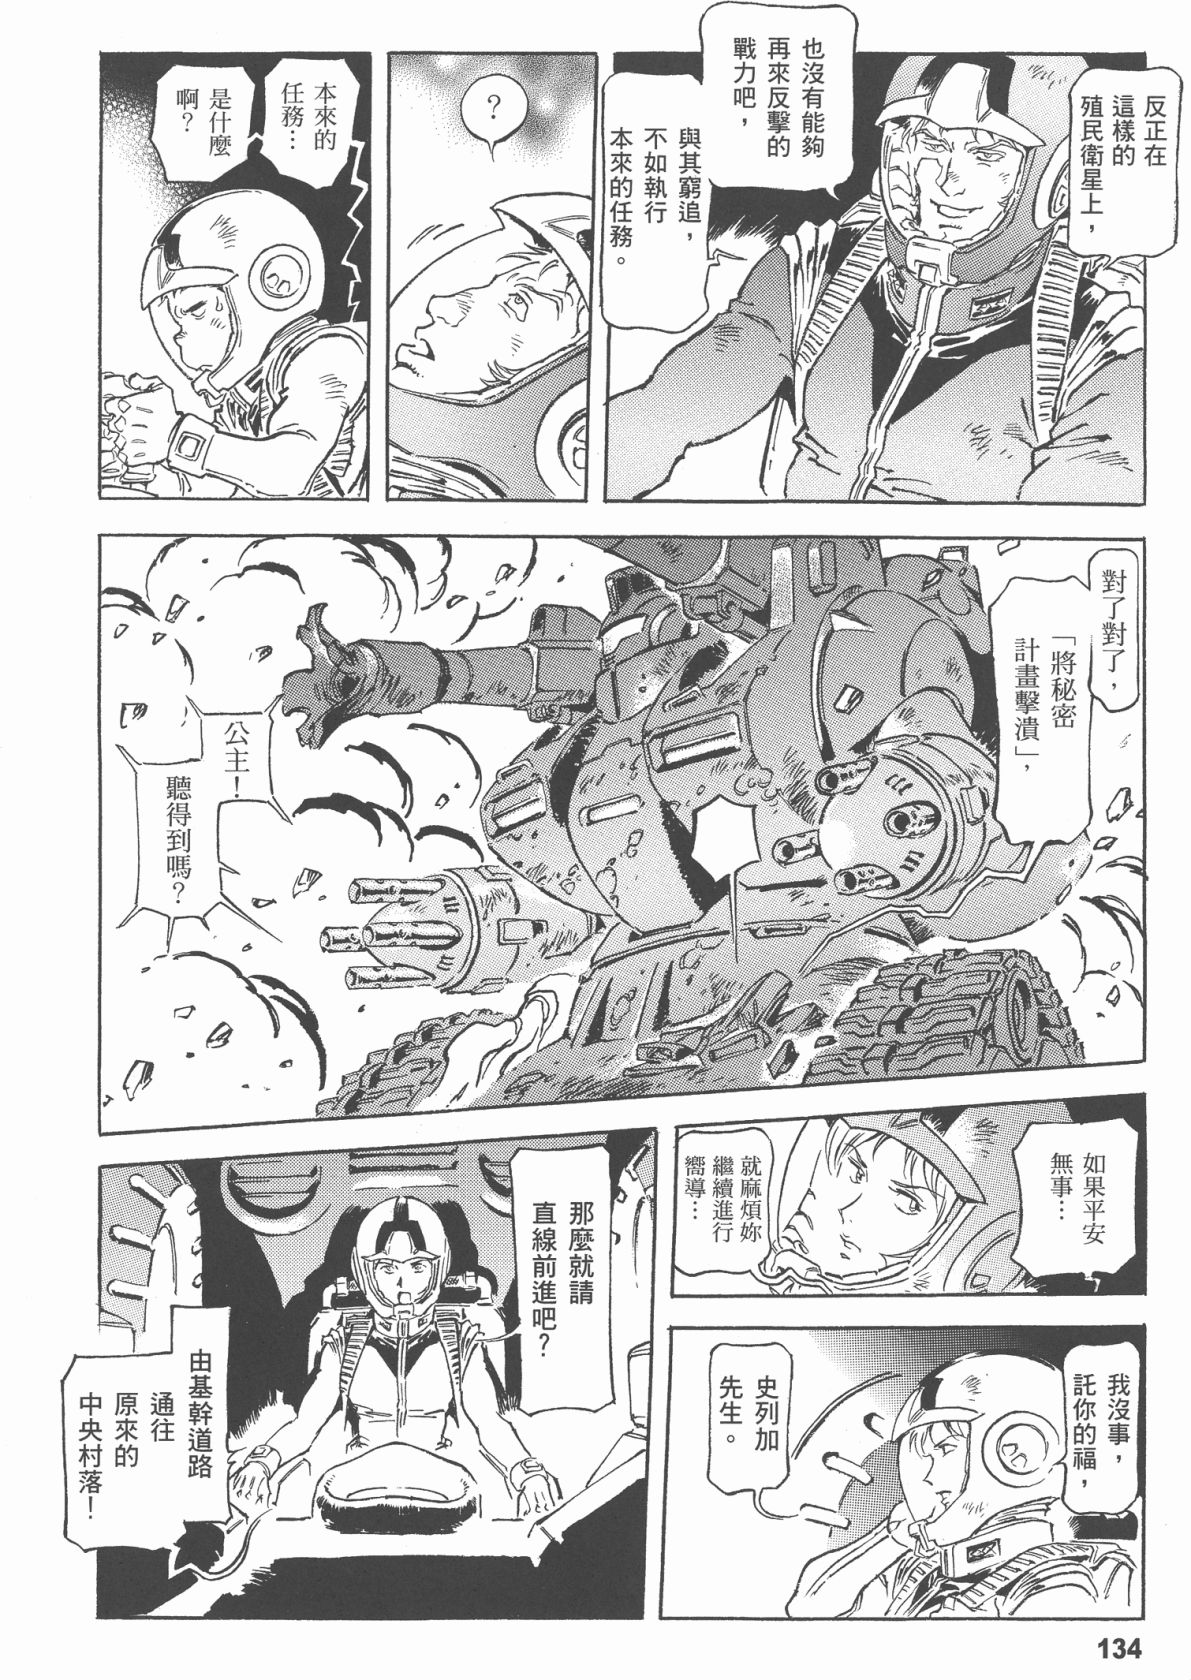 反正在
這樣的
殖民衛星上，
也沒有能夠
再來反擊的
戰力吧，
與其窮追，
不如執行
本來的任務。
？
本來的
任務…
是什麼
啊？
對了對了，
「將秘密
計畫擊潰」，
公主！
聽得到嗎？
如果平安
無事…
就麻煩妳
繼續進行
嚮導…
我沒事，
託你的福，
史列加
先生。
那麼就請
直線前進吧？
由基幹道路
通往
原來的
中央村落！
134